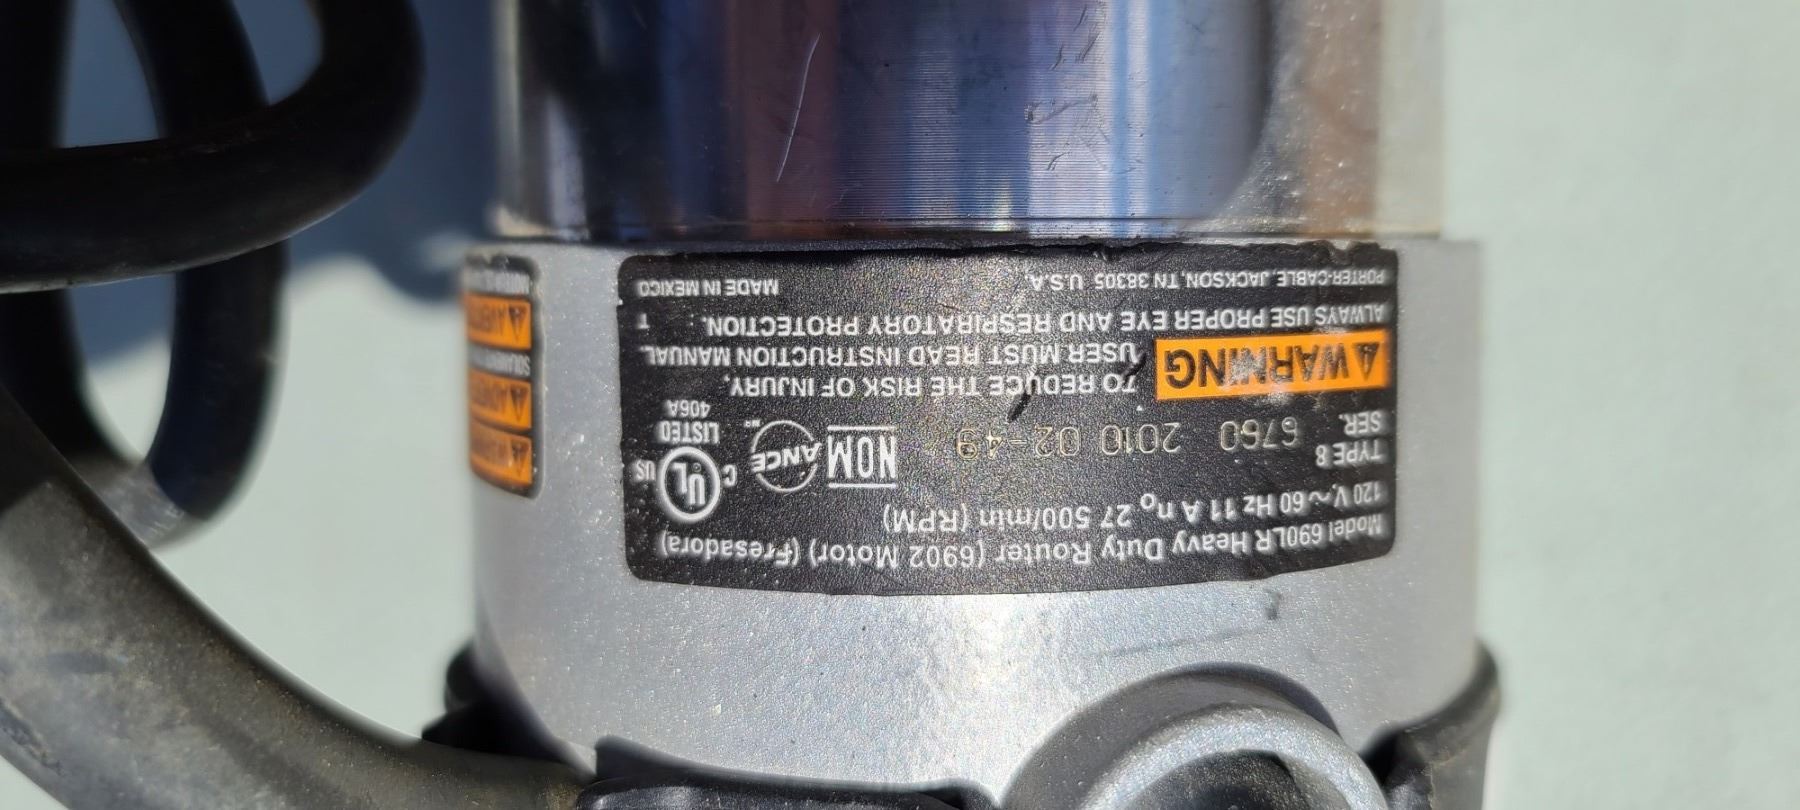 Model 690LR Heavy Duty Router (6902 Motor) (Fresadora)
120 V~60 Hz 11 A no 27 500/min (RPM)
TYPE 8
SER. 6760 2010 02-49
NOM
ANCE
C UL US
LISTED
406A
WARNING
TO REDUCE THE RISK OF INJURY,
USER MUST READ INSTRUCTION MANUAL.
ALWAYS USE PROPER EYE AND RESPIRATORY PROTECTION.
T
PORTER-CABLE, JACKSON, TN 38305 U.S.A.
MADE IN MEXICO